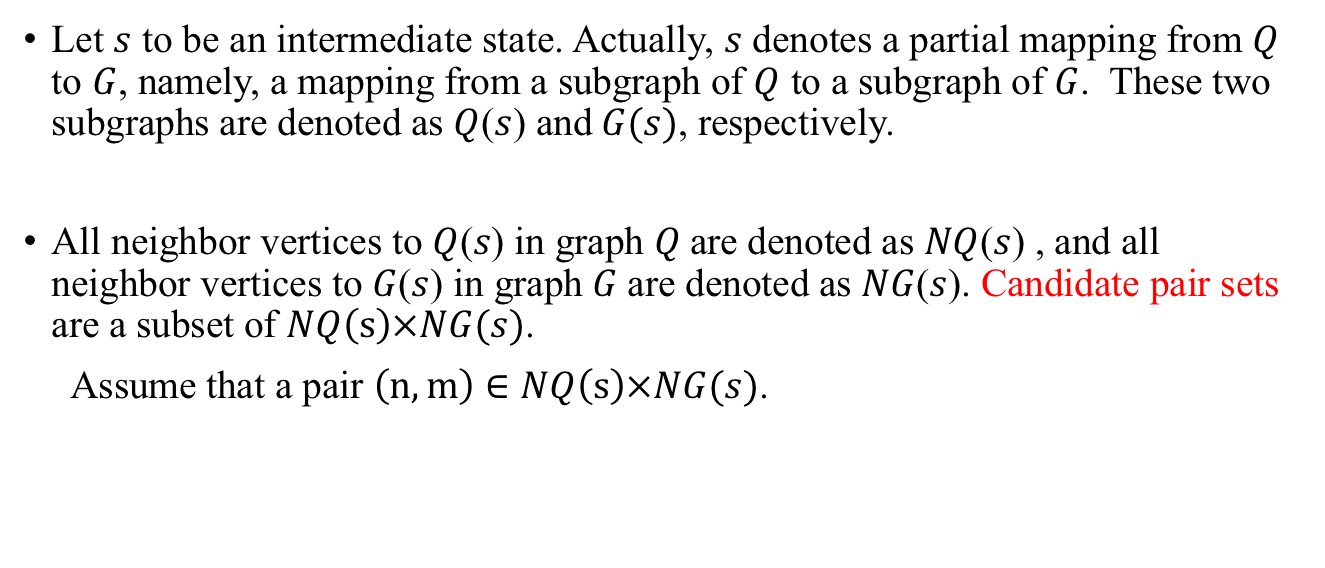 • Let s to be an intermediate state. Actually, s denotes a partial mapping from Q
to G, namely, a mapping from a subgraph of Q to a subgraph of G. These two
subgraphs are denoted as Q(s) and G(s), respectively.
• All neighbor vertices to Q(s) in graph Q are denoted as NQ(s) , and all
neighbor vertices to G(s) in graph G are denoted as NG(s). Candidate pair sets
are a subset of NQ(s)×NG(s).
Assume that a pair (n, m) ∈ NQ(s)×NG(s).